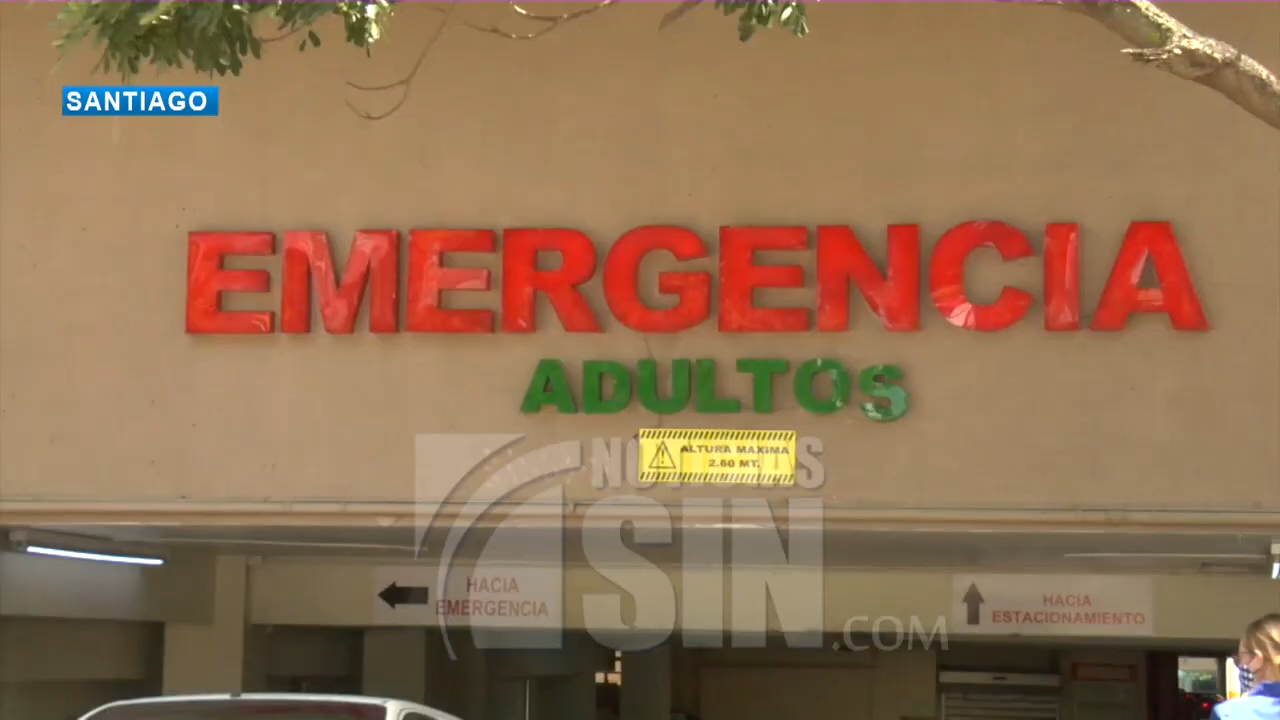 SANTIAGO
EMERGENCIA
ADULTOS
ALTURA MAXIMA
2.60 MT.
NOTICIAS
SIN
.COM
HACIA
EMERGENCIA
HACIA
ESTACIONAMIENTO